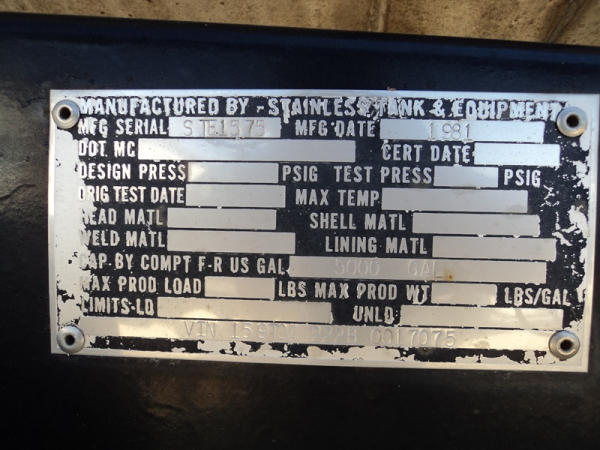 MANUFACTURED BY - STAINLESS TANK & EQUIPMENT
MFG SERIAL STE1575 MFG DATE 1981
DOT MC CERT DATE
DESIGN PRESS PSIG TEST PRESS PSIG
ORIG TEST DATE MAX TEMP
HEAD MATL SHELL MATL
WELD MATL LINING MATL
CAP. BY COMPT F-R US GAL 5000 GAL
MAX PROD LOAD LBS MAX PROD WT LBS/GAL
LIMITS-LD UNLD
VIN